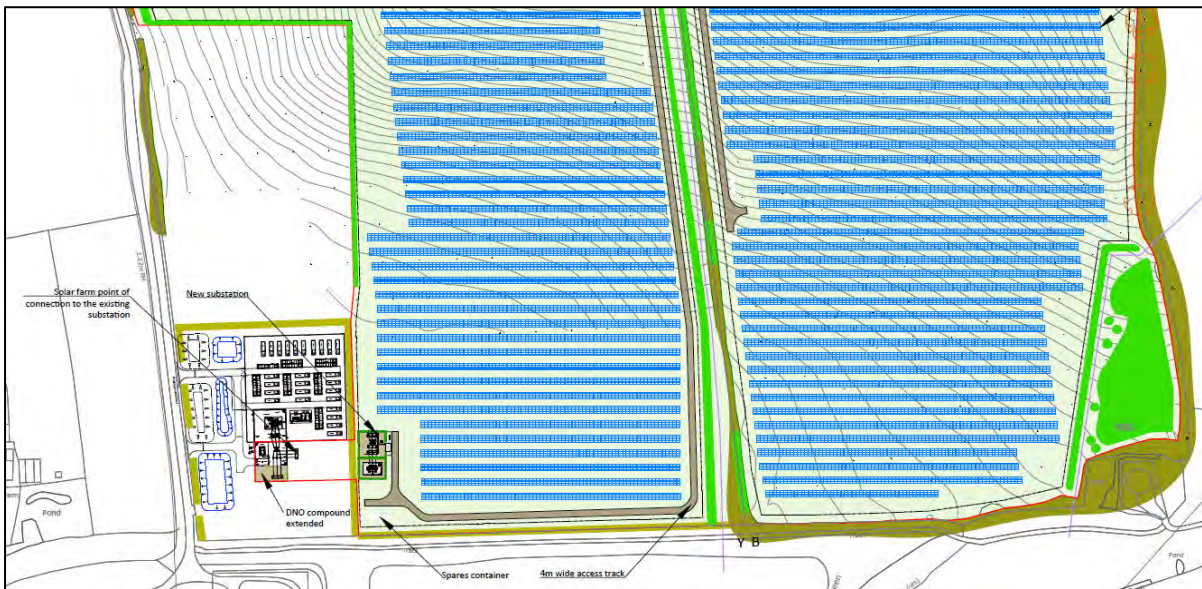 Solar farm point of
connection to the existing
substation
New substation
DNO compound
extended
Spares container
4m wide access track
Y B
Pond
Pond